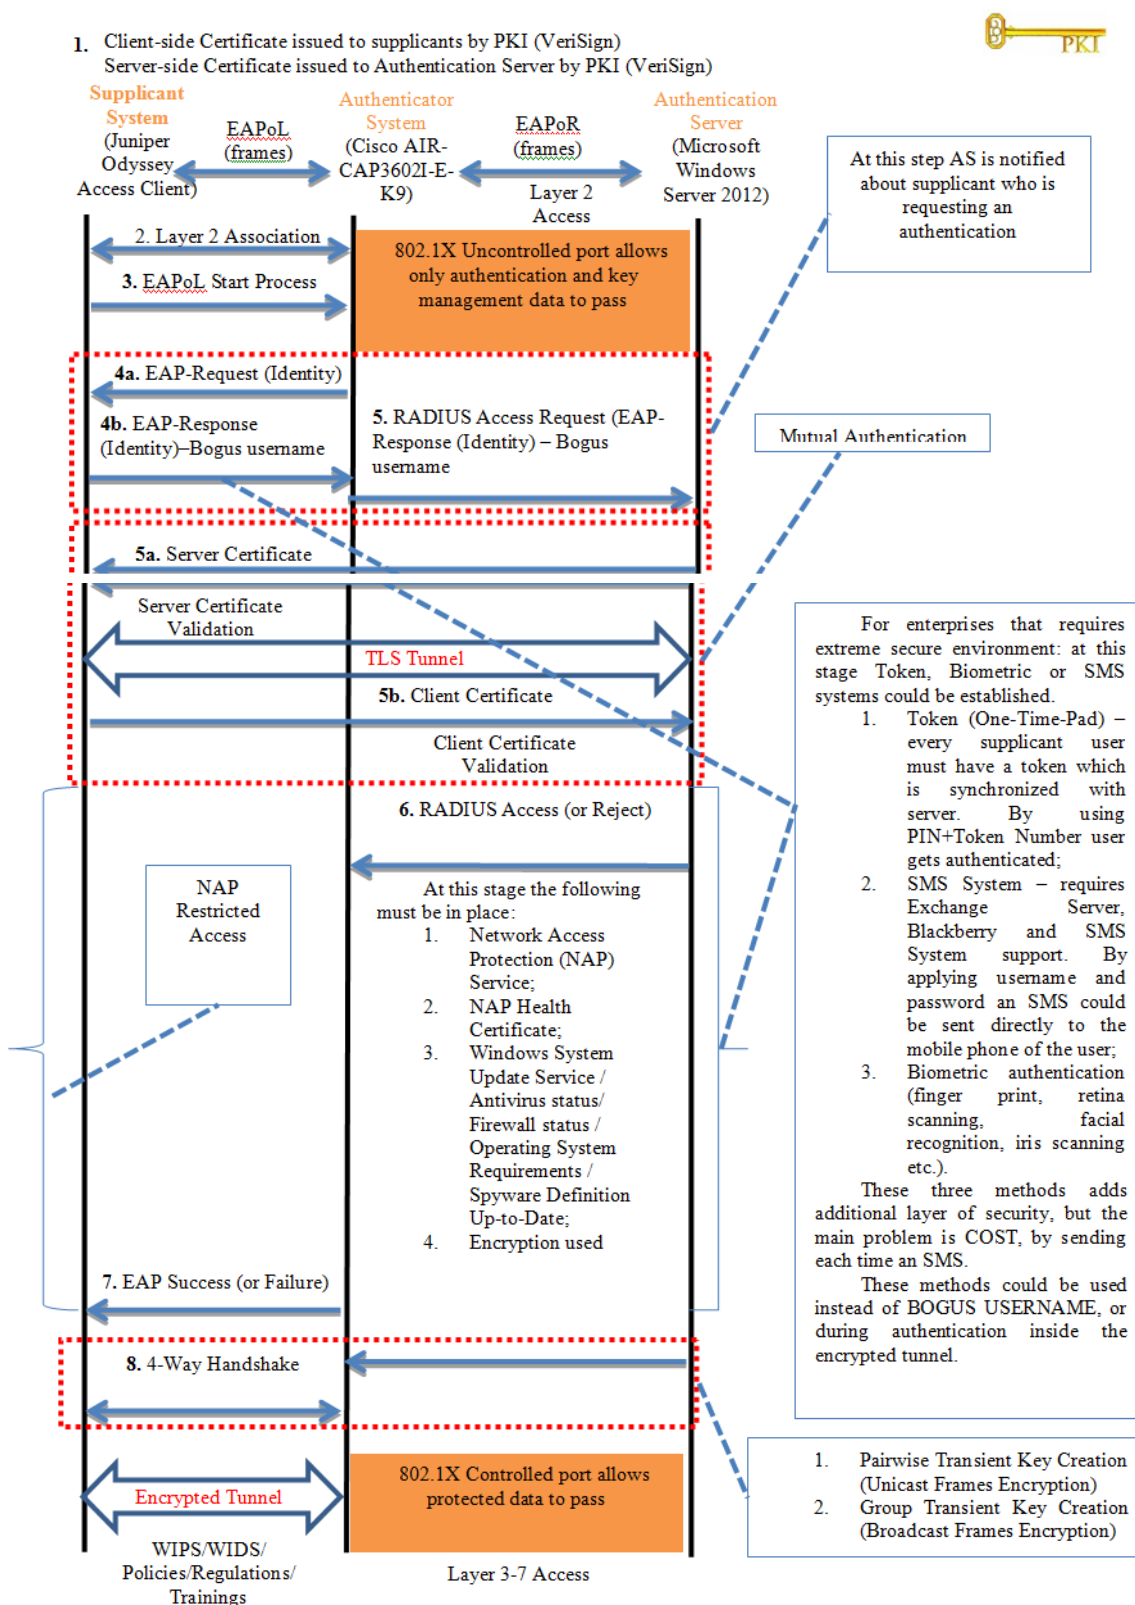 1. Client-side Certificate issued to supplicants by PKI (VeriSign)
Server-side Certificate issued to Authentication Server by PKI (VeriSign)
PKI
Supplicant
System
(Juniper
Odyssey
Access Client)
EAPoL
(frames)
Authenticator
System
(Cisco AIR-
CAP3602I-E-
K9)
EAPoR
(frames)
Layer 2
Access
Authentication
Server
(Microsoft
Windows
Server 2012)
At this step AS is notified
about supplicant who is
requesting an
authentication
2. Layer 2 Association
3. EAPoL Start Process
802.1X Uncontrolled port allows
only authentication and key
management data to pass
4a. EAP-Request (Identity)
4b. EAP-Response
(Identity)–Bogus username
5. RADIUS Access Request (EAP-
Response (Identity) – Bogus
username
Mutual Authentication
5a. Server Certificate
Server Certificate
Validation
TLS Tunnel
5b. Client Certificate
Client Certificate
Validation
For enterprises that requires
extreme secure environment: at this
stage Token, Biometric or SMS
systems could be established.
1. Token (One-Time-Pad) –
every supplicant user
must have a token which
is synchronized with
server. By using
PIN+Token Number user
gets authenticated;
2. SMS System – requires
Exchange Server,
Blackberry and SMS
System support. By
applying username and
password an SMS could
be sent directly to the
mobile phone of the user;
3. Biometric authentication
(finger print, retina
scanning, facial
recognition, iris scanning
etc.).
These three methods adds
additional layer of security, but the
main problem is COST, by sending
each time an SMS.
These methods could be used
instead of BOGUS USERNAME, or
during authentication inside the
encrypted tunnel.
6. RADIUS Access (or Reject)
NAP
Restricted
Access
At this stage the following
must be in place:
1. Network Access
Protection (NAP)
Service;
2. NAP Health
Certificate;
3. Windows System
Update Service /
Antivirus status/
Firewall status /
Operating System
Requirements /
Spyware Definition
Up-to-Date;
4. Encryption used
7. EAP Success (or Failure)
8. 4-Way Handshake
1. Pairwise Transient Key Creation
(Unicast Frames Encryption)
2. Group Transient Key Creation
(Broadcast Frames Encryption)
Encrypted Tunnel
802.1X Controlled port allows
protected data to pass
WIPS/WIDS/
Policies/Regulations/
Trainings
Layer 3-7 Access